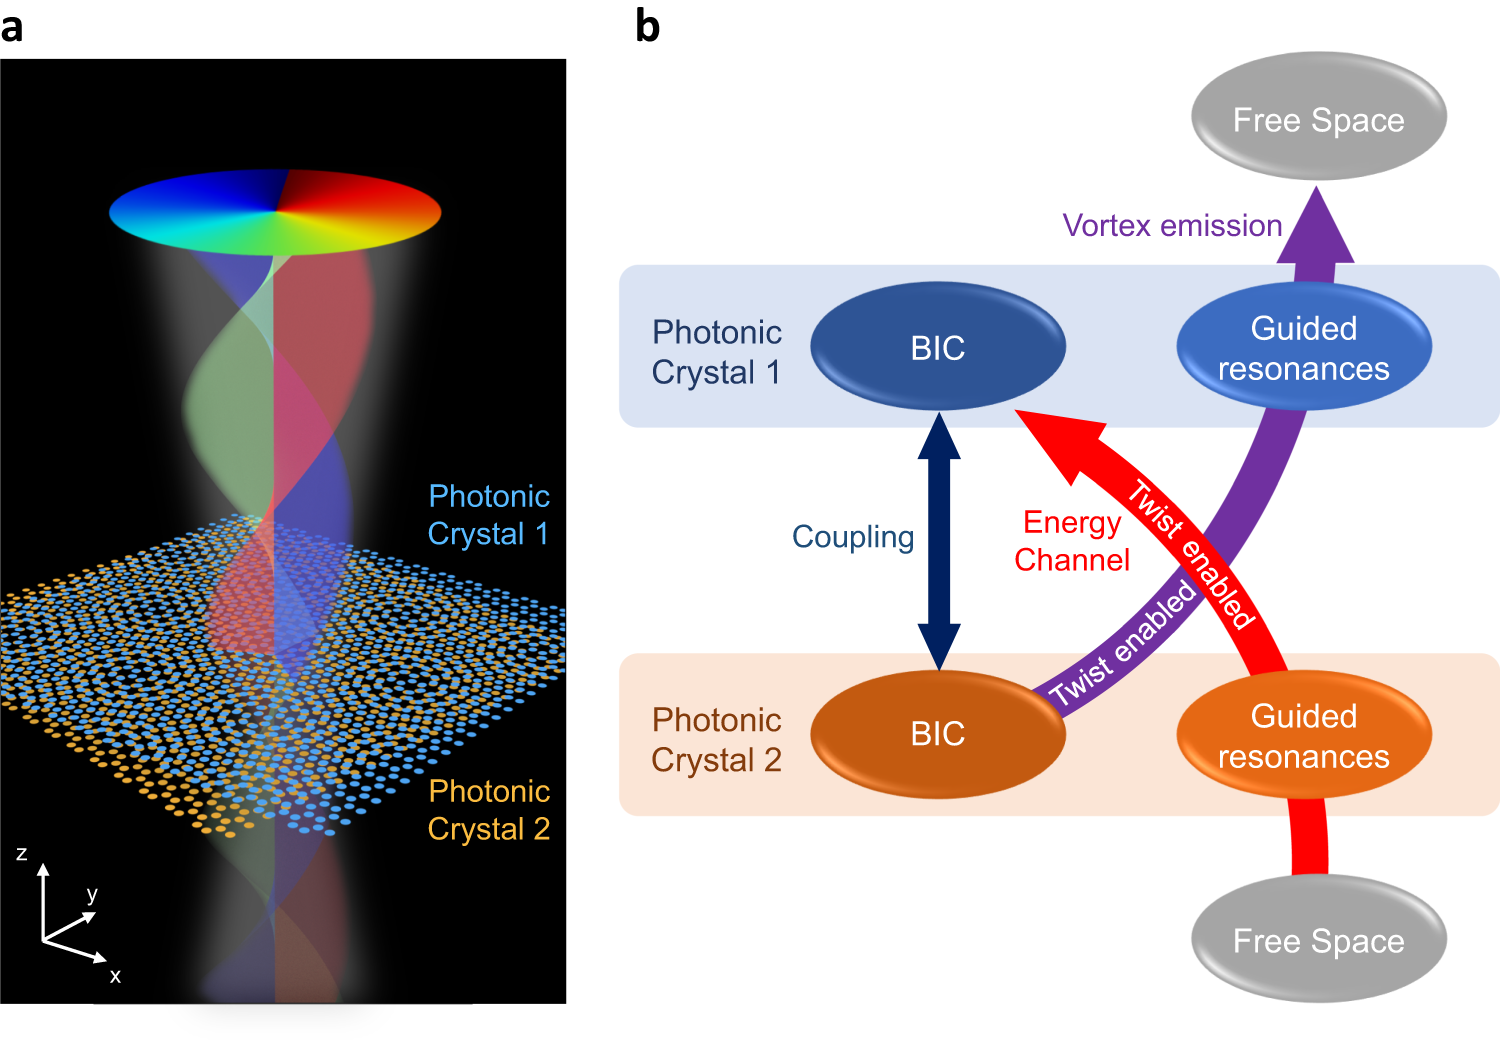 a
Photonic
Crystal 1
Photonic
Crystal 2
z
y
x
b
Free Space
Vortex emission
Photonic
Crystal 1
BIC
Guided
resonances
Coupling
Energy
Channel
Twist enabled
Twist enabled
Photonic
Crystal 2
BIC
Guided
resonances
Free Space